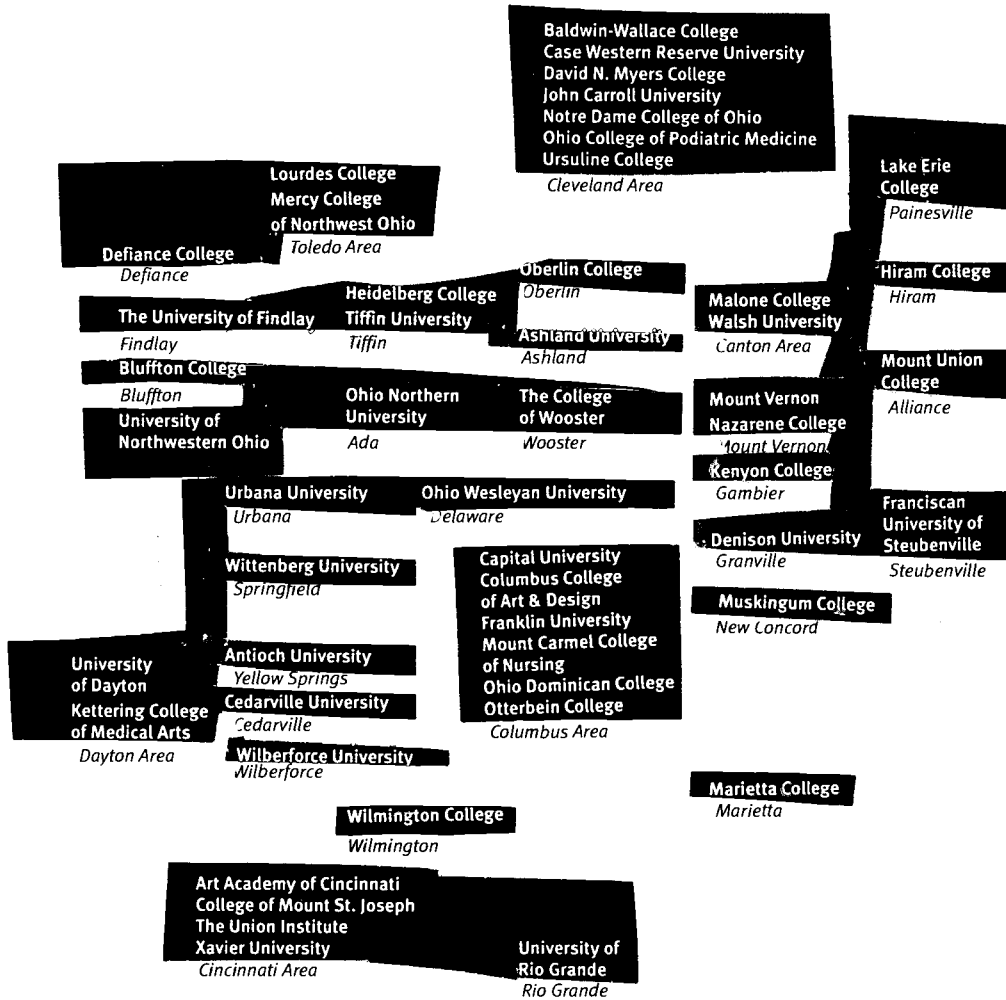 Baldwin-Wallace College
Case Western Reserve University
David N. Myers College
John Carroll University
Notre Dame College of Ohio
Ohio College of Podiatric Medicine
Ursuline College
Cleveland Area
Lake Erie
College
Painesville
Lourdes College
Mercy College
of Northwest Ohio
Toledo Area
Defiance College
Defiance
Oberlin College
Oberlin
Hiram College
Hiram
Heidelberg College
Tiffin University
Tiffin
The University of Findlay
Findlay
Malone College
Walsh University
Canton Area
Ashland University
Ashland
Mount Union
College
Alliance
Bluffton College
Bluffton
University of
Northwestern Ohio
Ohio Northern
University
Ada
The College
of Wooster
Wooster
Mount Vernon
Nazarene College
Mount Vernon
Kenyon College
Gambier
Urbana University
Urbana
Ohio Wesleyan University
Delaware
Franciscan
University of
Steubenville
Steubenville
Denison University
Granville
Wittenberg University
Springfield
Capital University
Columbus College
of Art & Design
Franklin University
Mount Carmel College
of Nursing
Ohio Dominican College
Otterbein College
Columbus Area
Muskingum College
New Concord
University
of Dayton
Kettering College
of Medical Arts
Dayton Area
Antioch University
Yellow Springs
Cedarville University
Cedarville
Wilberforce University
Wilberforce
Marietta College
Marietta
Wilmington College
Wilmington
Art Academy of Cincinnati
College of Mount St. Joseph
The Union Institute
Xavier University
Cincinnati Area
University of
Rio Grande
Rio Grande